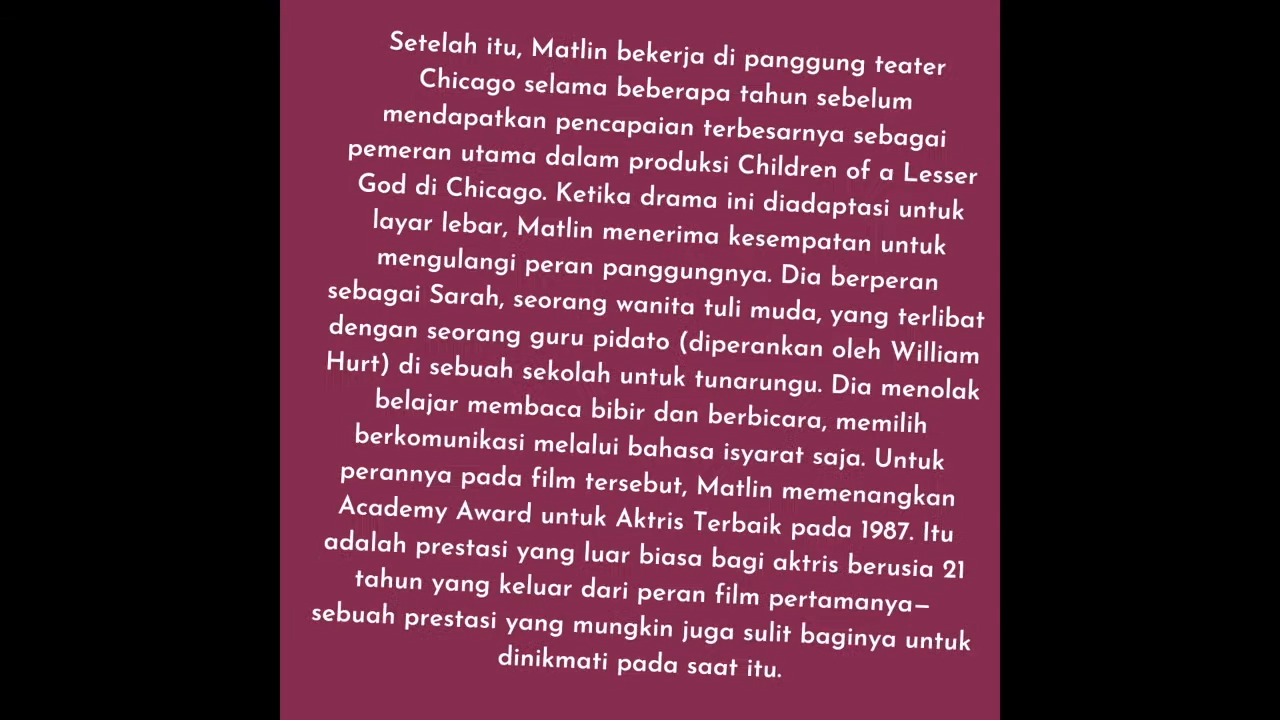 Setelah itu, Matlin bekerja di panggung teater
Chicago selama beberapa tahun sebelum
mendapatkan pencapaian terbesarnya sebagai
pemeran utama dalam produksi Children of a Lesser
God di Chicago. Ketika drama ini diadaptasi untuk
layar lebar, Matlin menerima kesempatan untuk
mengulangi peran panggungnya. Dia berperan
sebagai Sarah, seorang wanita tuli muda, yang terlibat
dengan seorang guru pidato (diperankan oleh William
Hurt) di sebuah sekolah untuk tunarungu. Dia menolak
belajar membaca bibir dan berbicara, memilih
berkomunikasi melalui bahasa isyarat saja. Untuk
perannya pada film tersebut, Matlin memenangkan
Academy Award untuk Aktris Terbaik pada 1987. Itu
adalah prestasi yang luar biasa bagi aktris berusia 21
tahun yang keluar dari peran film pertamanya—
sebuah prestasi yang mungkin juga sulit baginya untuk
dinikmati pada saat itu.